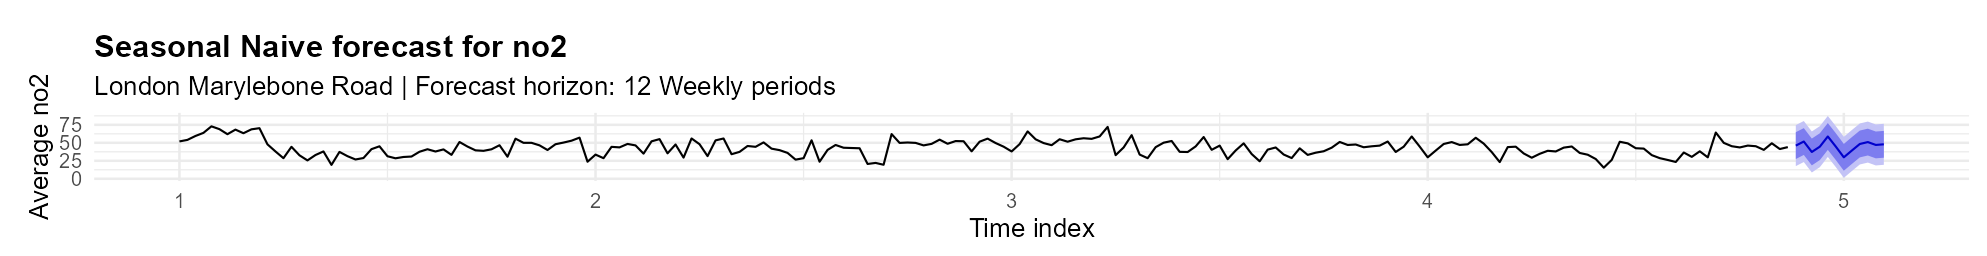 Seasonal Naive forecast for no2
London Marylebone Road | Forecast horizon: 12 Weekly periods
Average no2
75
50
25
0
1 2 3 4 5
Time index